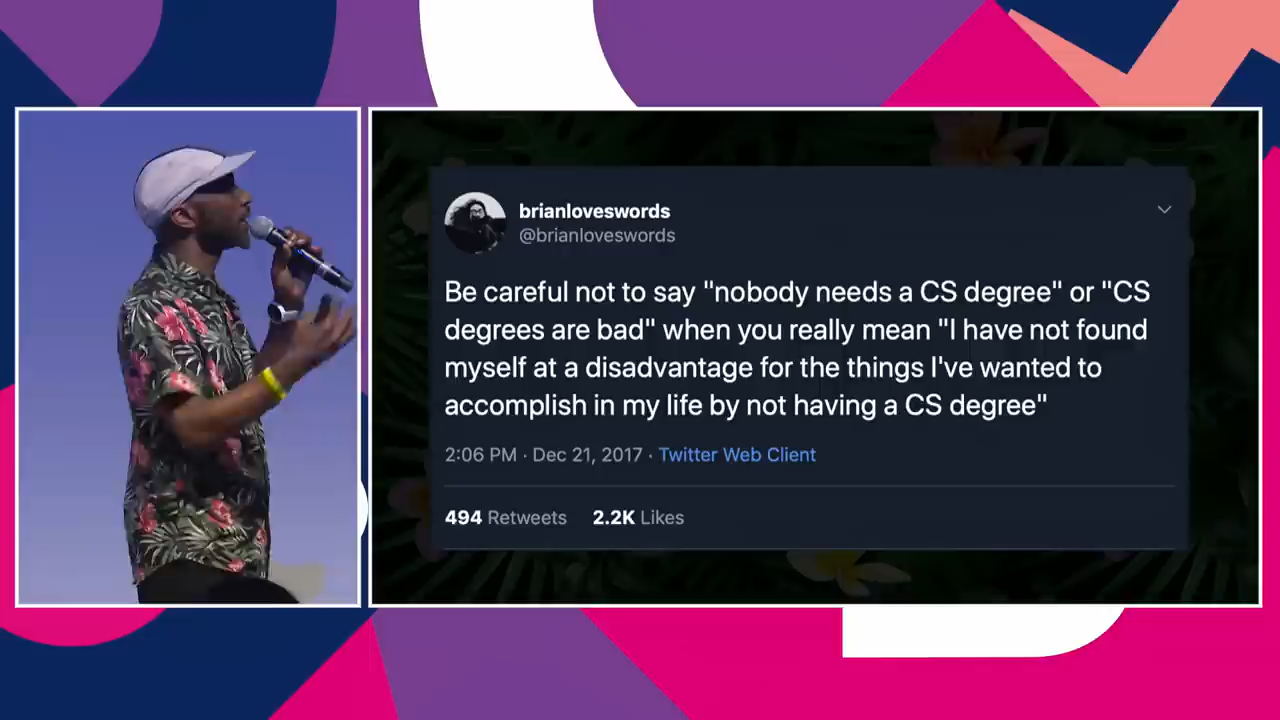 brianloveswords
@brianloveswords
Be careful not to say "nobody needs a CS degree" or "CS
degrees are bad" when you really mean "I have not found
myself at a disadvantage for the things I've wanted to
accomplish in my life by not having a CS degree"
2:06 PM · Dec 21, 2017 · Twitter Web Client
494 Retweets 2.2K Likes